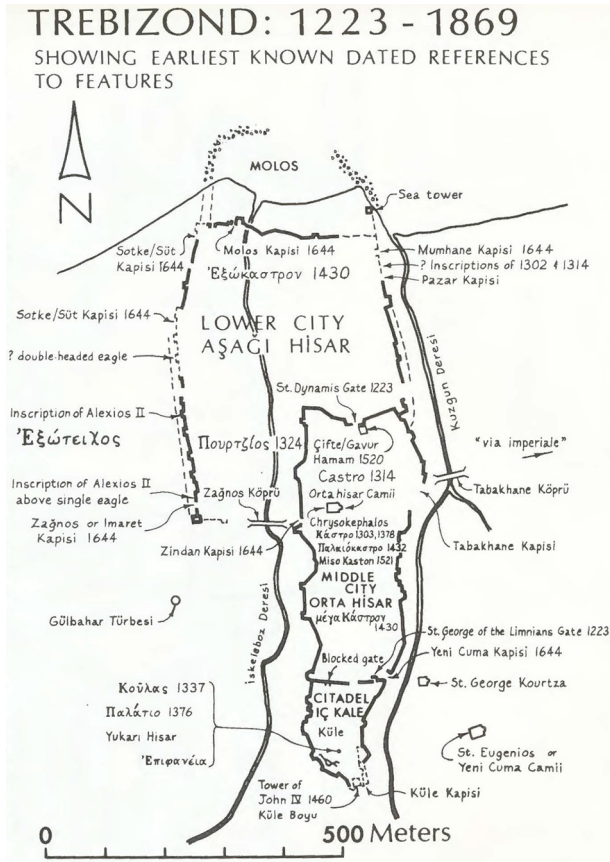 TREBIZOND: 1223 - 1869
SHOWING EARLIEST KNOWN DATED REFERENCES
TO FEATURES
N
MOLOS
Sea tower
Sotke/Süt
Kapisi 1644
Molos Kapisi 1644
Ἐξώκαστρον 1430
Mumhane Kapisi 1644
? Inscriptions of 1302 & 1314
Pazar Kapisi
Sotke/Süt Kapisi 1644
LOWER CITY
AŞAĞI HİSAR
? double-headed eagle
Kuzgun Deresi
St. Dynamis Gate 1223
Inscription of Alexios II
Ἐξώτειχος
Πουρτζίος 1324
Çifte/Gavur
Hamam 1520
"via imperiale"
Castro 1314
Inscription of Alexios II
above single eagle
Zağnos Köprü
Ortahisar Camii
Tabakhane Köprü
Zağnos or Imaret
Kapisi 1644
Chrysokephalos
Κάστρο 1303, 1378
Παλαιόκαστρο 1432
Miso Kaston 1521
Zindan Kapisi 1644
Tabakhane Kapisi
MIDDLE
CITY
ORTA HİSAR
μέγα Κάστρον
1430
Gülbahar Türbesi
İskeleboz Deresi
St. George of the Limnians Gate 1223
Yeni Cuma Kapisi 1644
Blocked gate
St. George Kourtza
Κουλας 1337
Παλάτιο 1376
Yukari Hisar
Ἐπιφανεία
CITADEL
IÇ KALE
Küle
St. Eugenios or
Yeni Cuma Camii
Tower of
John IV 1460
Küle Boyu
Küle Kapisi
0 500 Meters